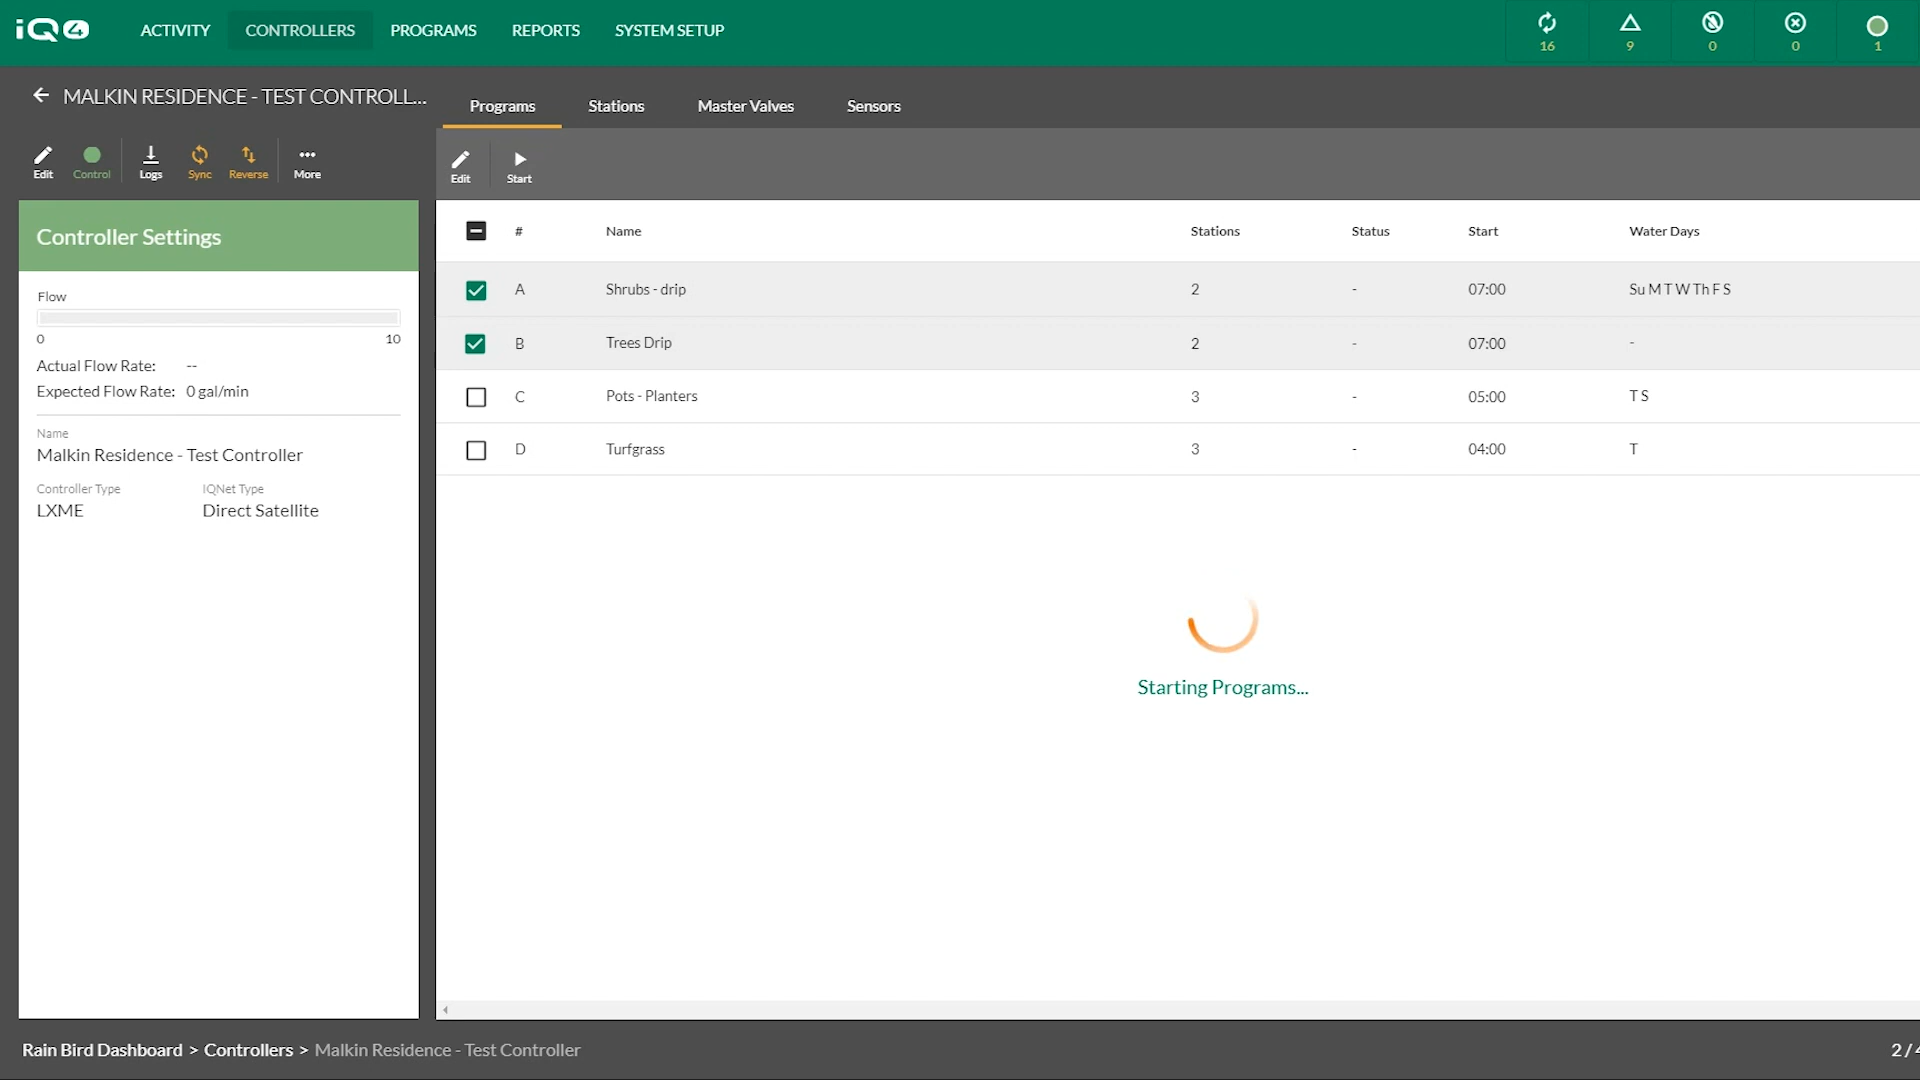 iQ4
ACTIVITY
CONTROLLERS
PROGRAMS
REPORTS
SYSTEM SETUP
16
9
0
0
1
MALKIN RESIDENCE - TEST CONTROLL...
Programs
Stations
Master Valves
Sensors
Edit
Control
Logs
Sync
Reverse
More
Edit
Start
Controller Settings
Flow
0
10
Actual Flow Rate: --
Expected Flow Rate: 0 gal/min
Name
Malkin Residence - Test Controller
Controller Type
IQNet Type
LXME
Direct Satellite
# Name Stations Status Start Water Days
A Shrubs - drip 2 - 07:00 Su M T W Th F S
B Trees Drip 2 - 07:00 -
C Pots - Planters 3 - 05:00 T S
D Turfgrass 3 - 04:00 T
Starting Programs...
Rain Bird Dashboard > Controllers > Malkin Residence - Test Controller
2 / 4